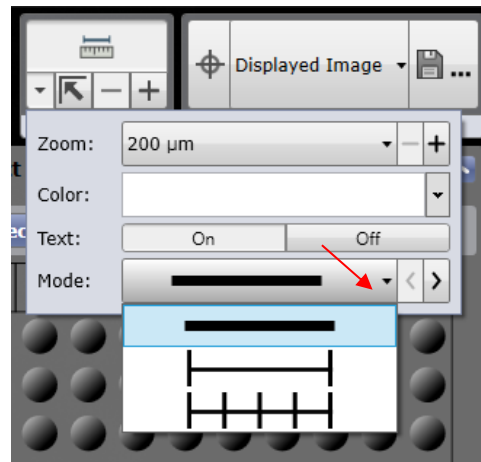 Displayed Image
...
Zoom: 200 µm
Color:
Text: On Off
Mode: